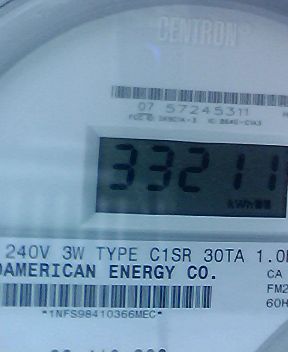 CENTRON
07 57245311
33211
kWh
240V 3W TYPE C1SR 30TA 1.0
AMERICAN ENERGY CO.
CA
FM2
60H
*1NFS98410366MEC*